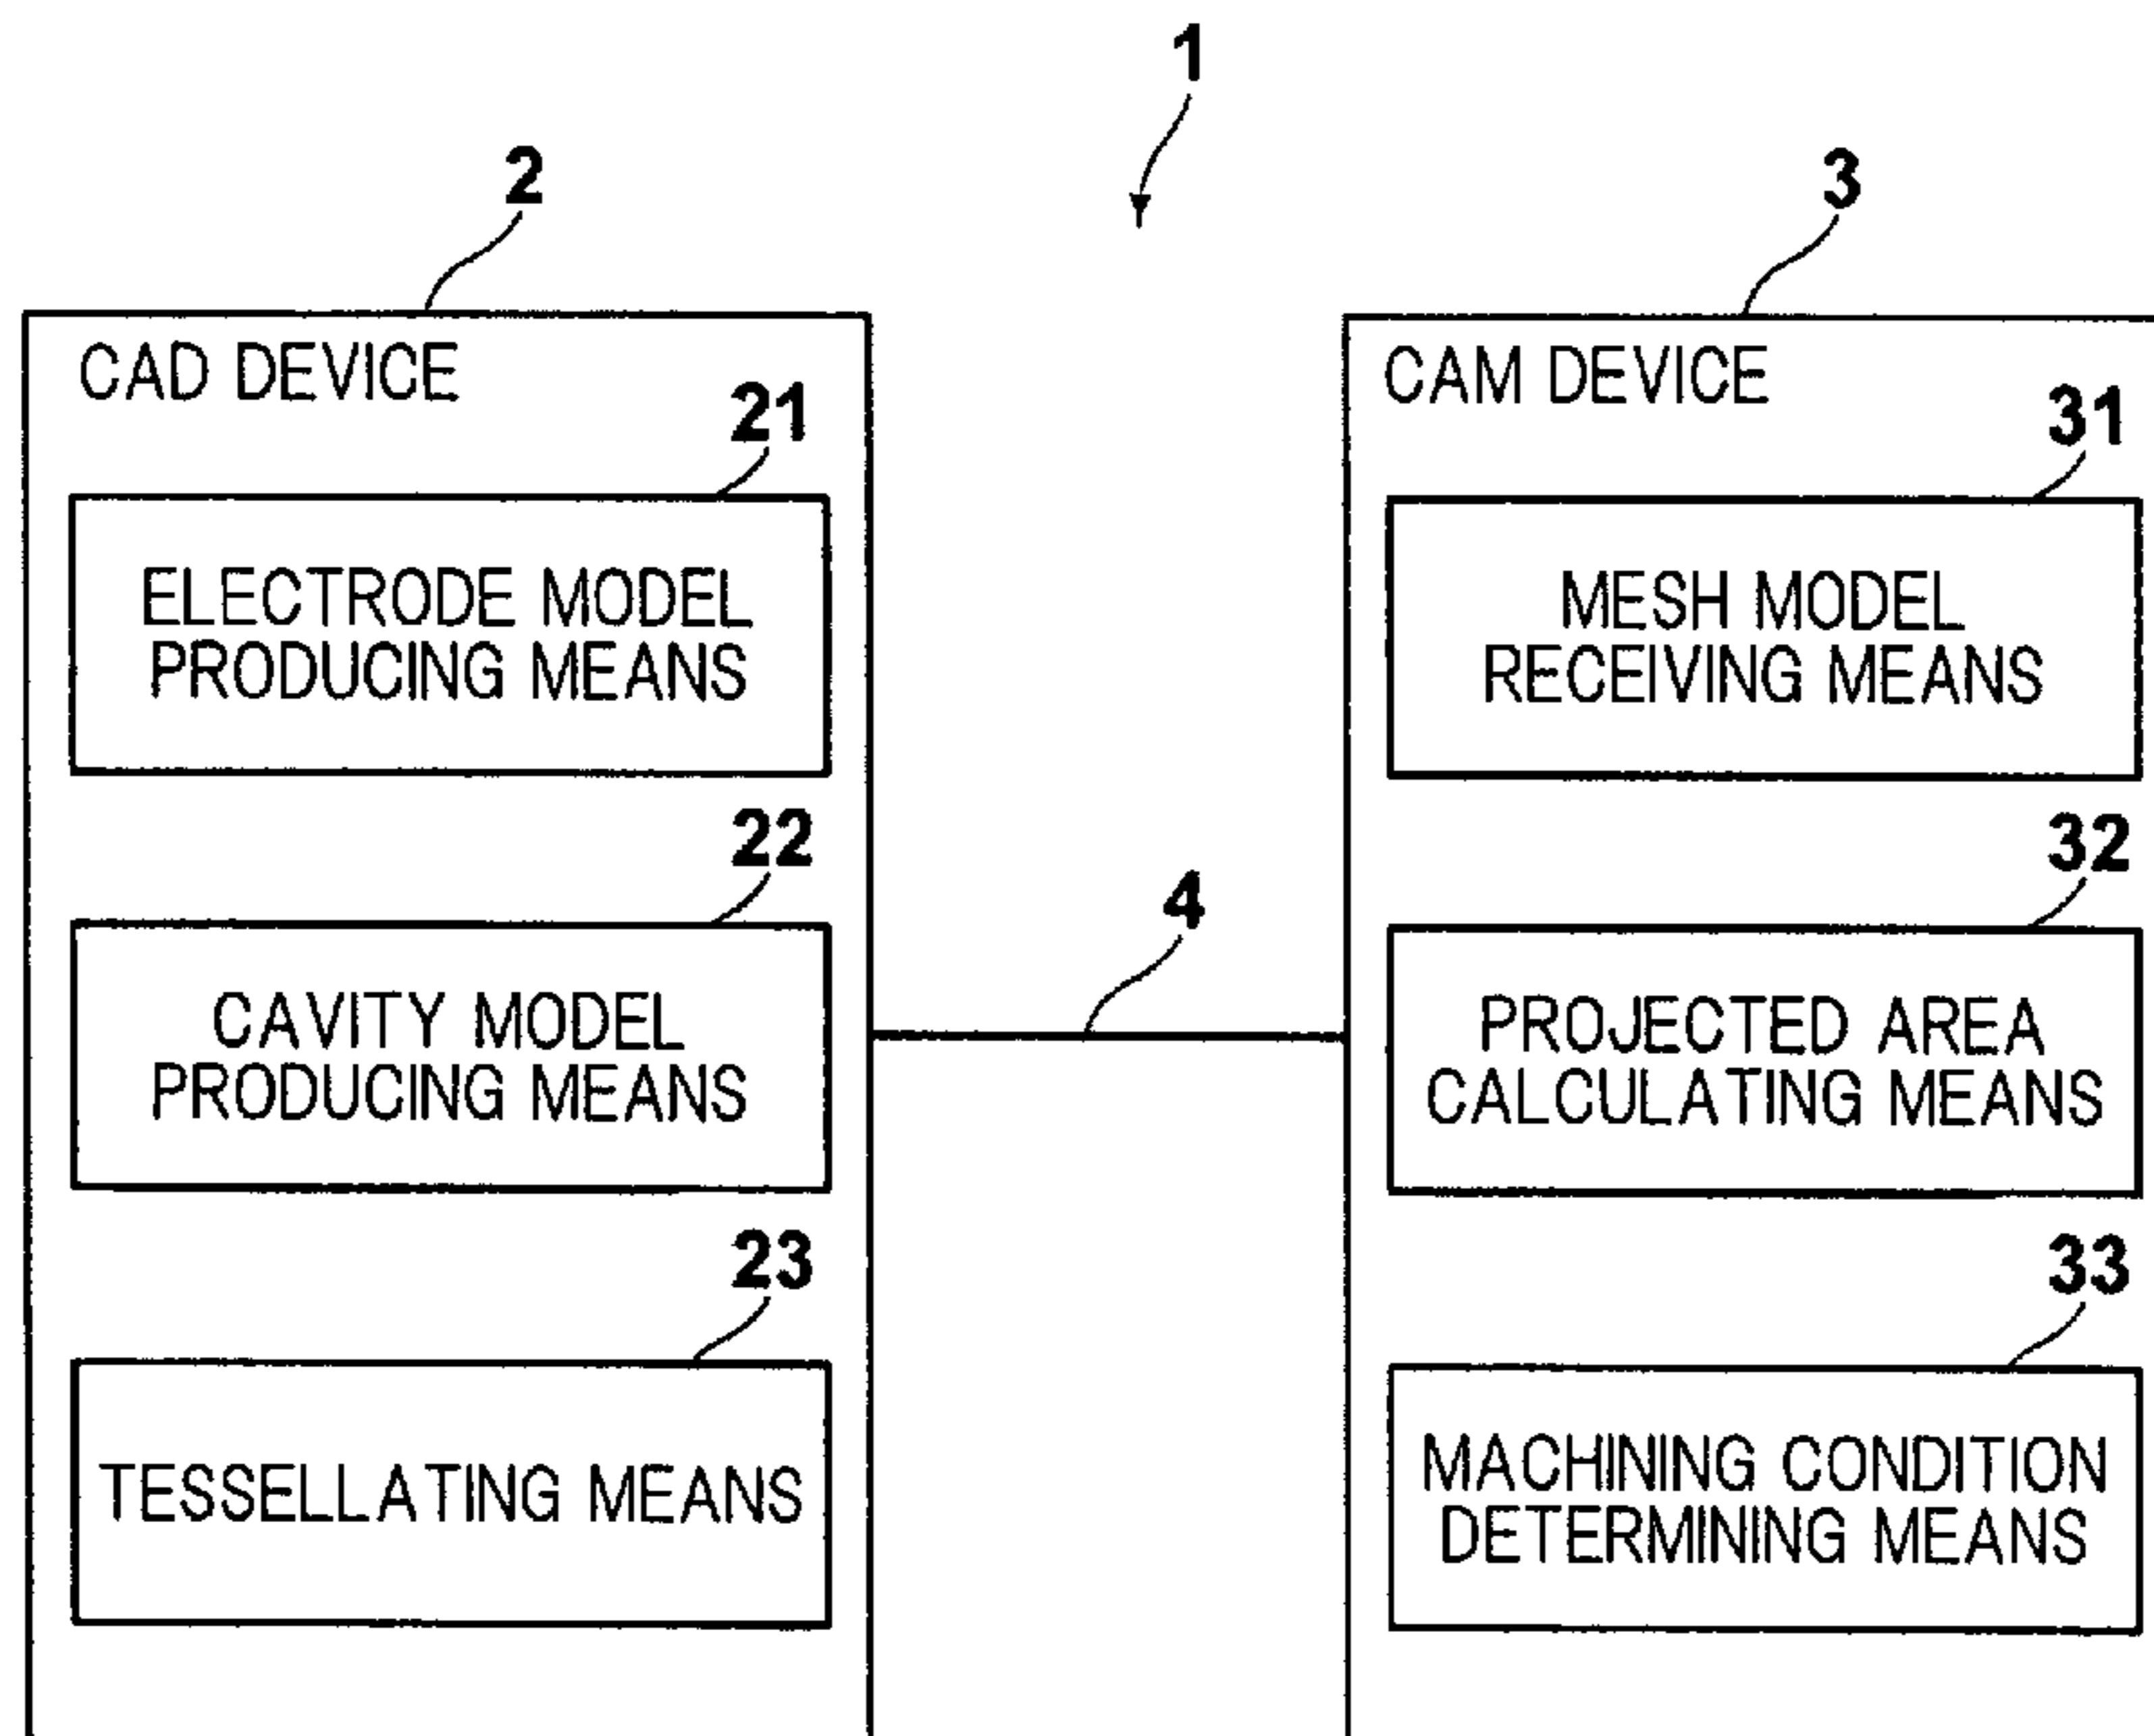 1
2
3
CAD DEVICE
CAM DEVICE
21
31
ELECTRODE MODEL
PRODUCING MEANS
MESH MODEL
RECEIVING MEANS
22
32
4
CAVITY MODEL
PRODUCING MEANS
PROJECTED AREA
CALCULATING MEANS
23
33
TESSELLATING MEANS
MACHINING CONDITION
DETERMINING MEANS